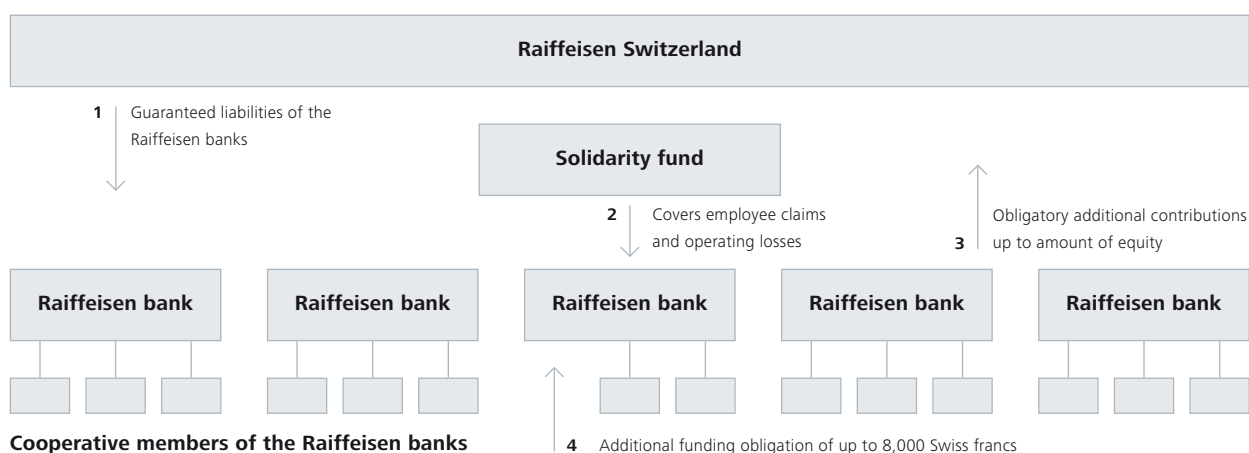 Raiffeisen Switzerland
1 Guaranteed liabilities of the
Raiffeisen banks
Solidarity fund
2 Covers employee claims
and operating losses
Obligatory additional contributions
3 up to amount of equity
Raiffeisen bank
Raiffeisen bank
Raiffeisen bank
Raiffeisen bank
Raiffeisen bank
Cooperative members of the Raiffeisen banks
4 Additional funding obligation of up to 8,000 Swiss francs